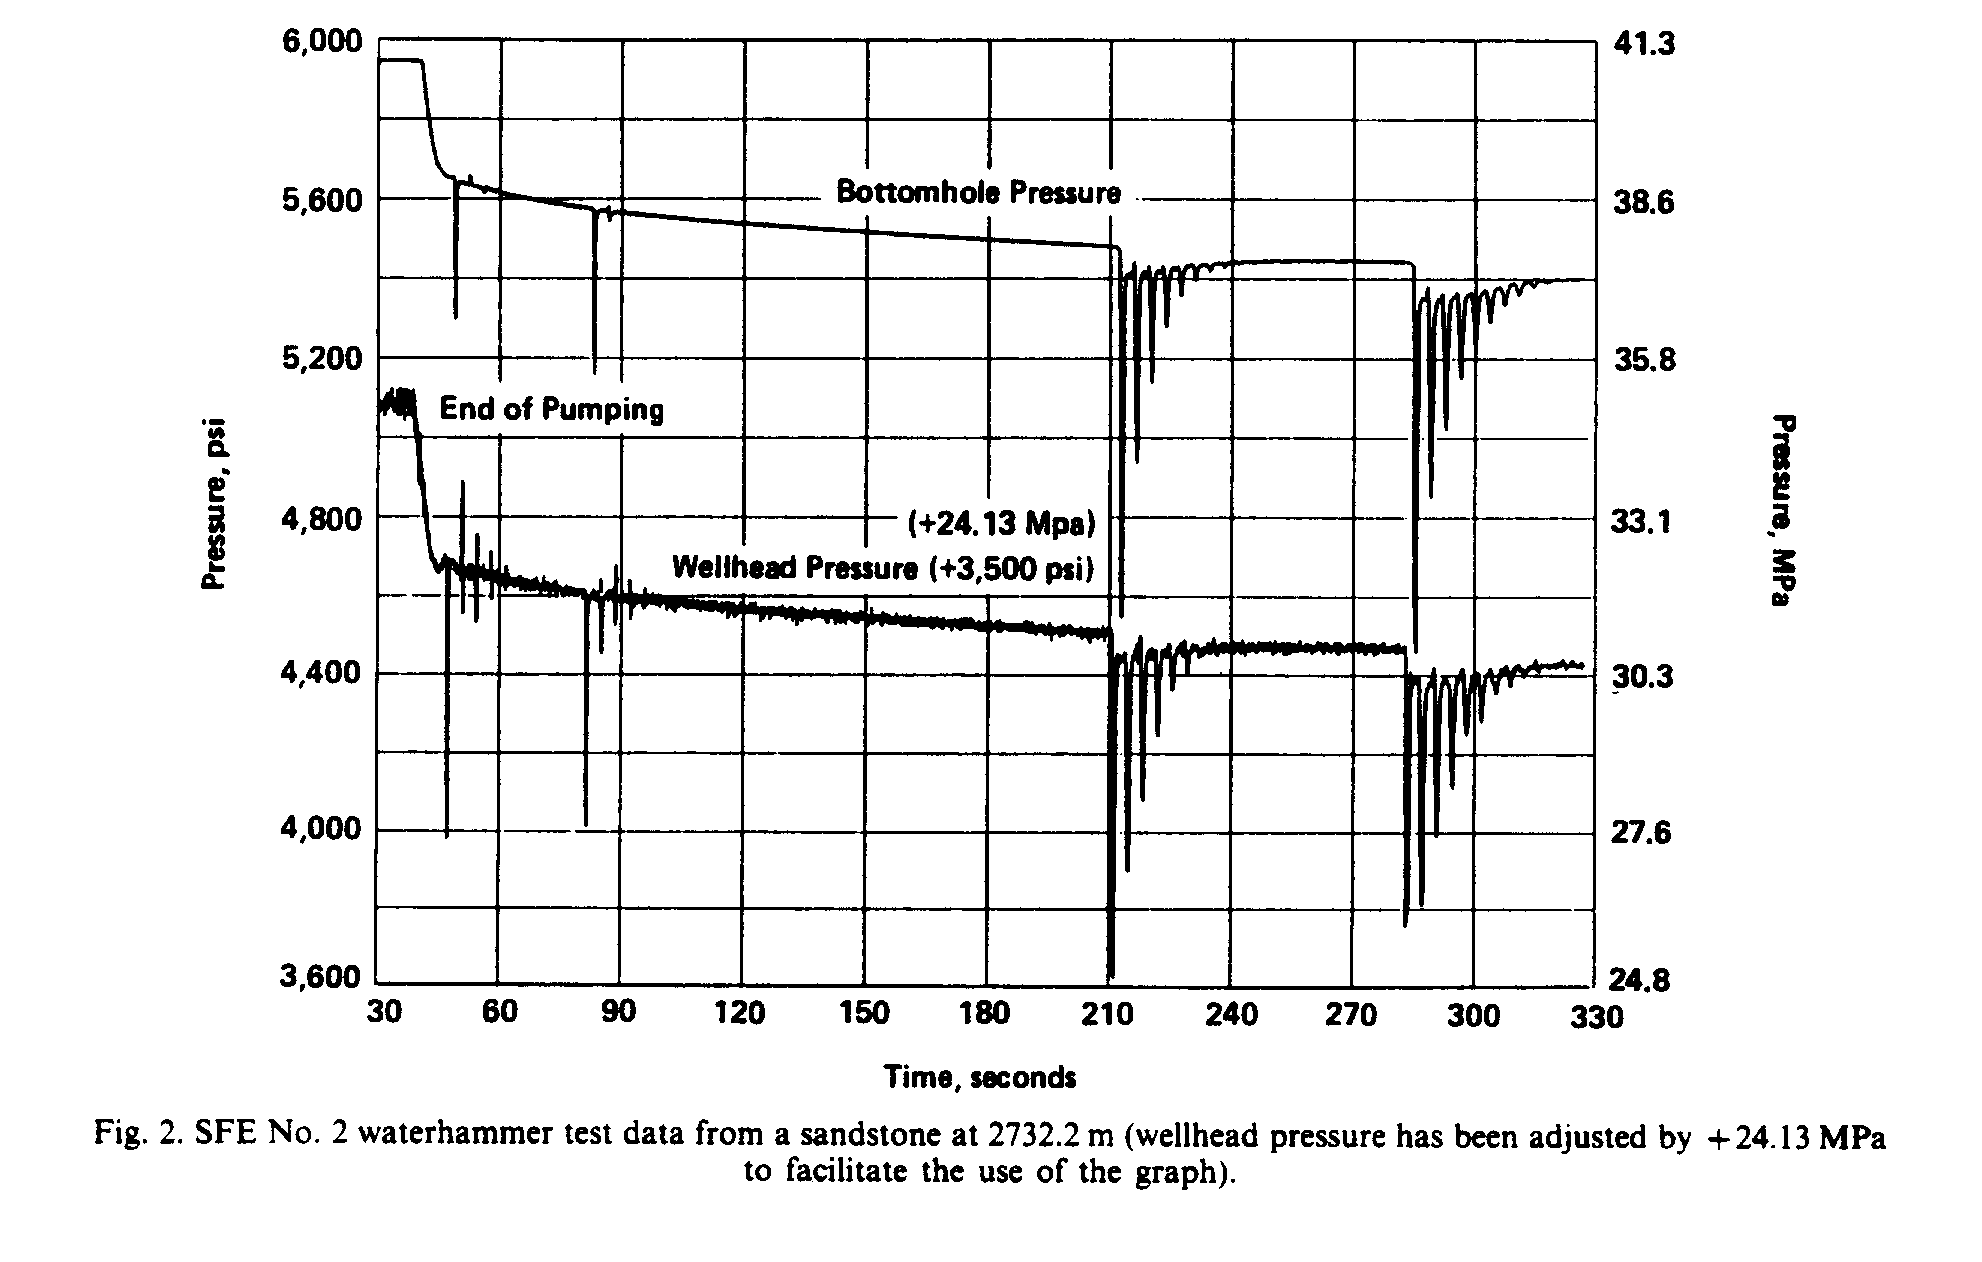 6,000
5,600
5,200
4,800
4,400
4,000
3,600
Pressure, psi
41.3
38.6
35.8
33.1
30.3
27.6
24.8
Pressure, MPa
Bottomhole Pressure
End of Pumping
(+24.13 Mpa)
Wellhead Pressure (+3,500 psi)
30 60 90 120 150 180 210 240 270 300 330
Time, seconds
Fig. 2. SFE No. 2 waterhammer test data from a sandstone at 2732.2 m (wellhead pressure has been adjusted by +24.13 MPa
to facilitate the use of the graph).